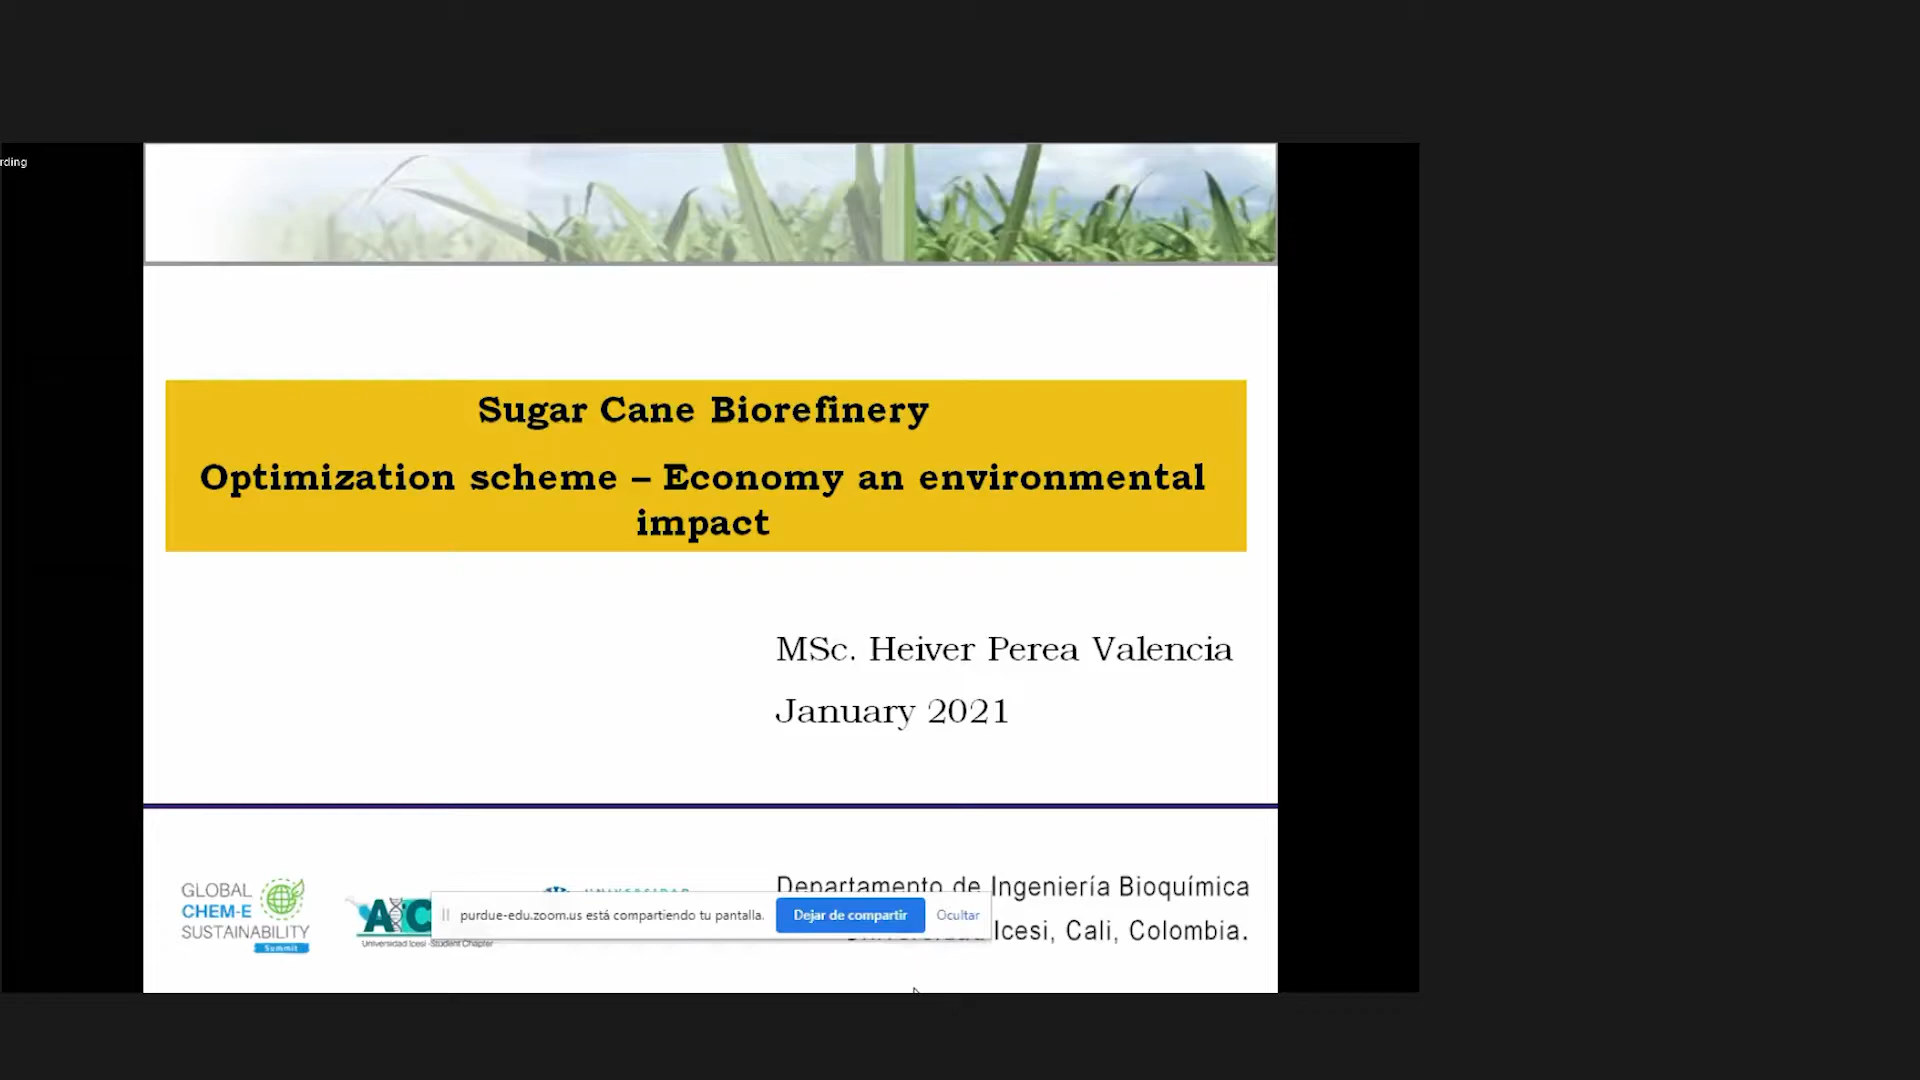 rding
Sugar Cane Biorefinery
Optimization scheme – Economy an environmental
impact
MSc. Heiver Perea Valencia
January 2021
GLOBAL
CHEM-E
SUSTAINABILITY
Summit
Universidad Icesi -Student Chapter
purdue-edu.zoom.us está compartiendo tu pantalla.
Dejar de compartir
Ocultar
Departamento de Ingeniería Bioquímica
Icesi, Cali, Colombia.